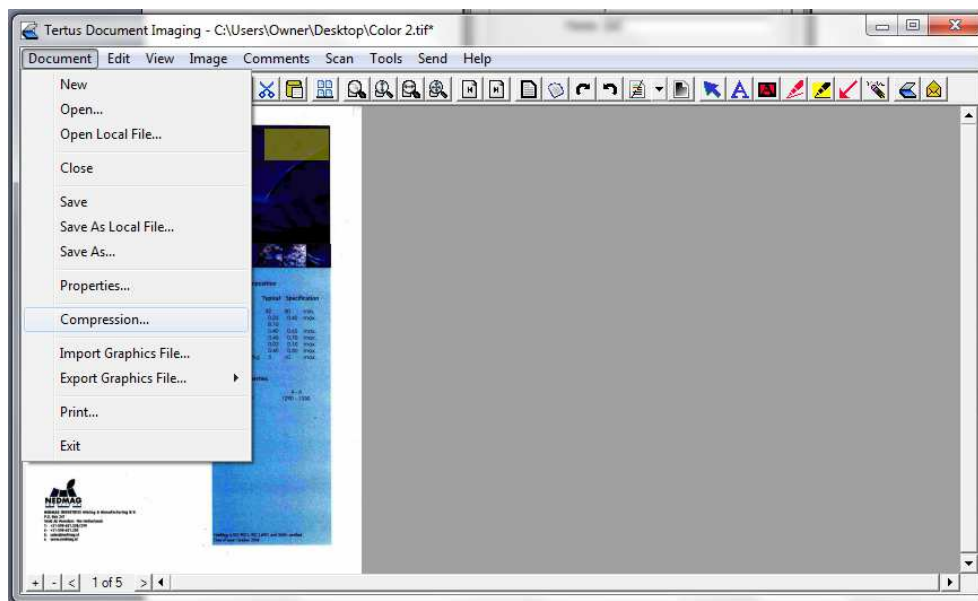 Tertus Document Imaging - C:\Users\Owner\Desktop\Color 2.tif*
Document Edit View Image Comments Scan Tools Send Help
New
Open...
Open Local File...
Close
Save
Save As Local File...
Save As...
Properties...
Compression...
Import Graphics File...
Export Graphics File...
Print...
Exit
Typical Specification
NEDMAG
1 of 5